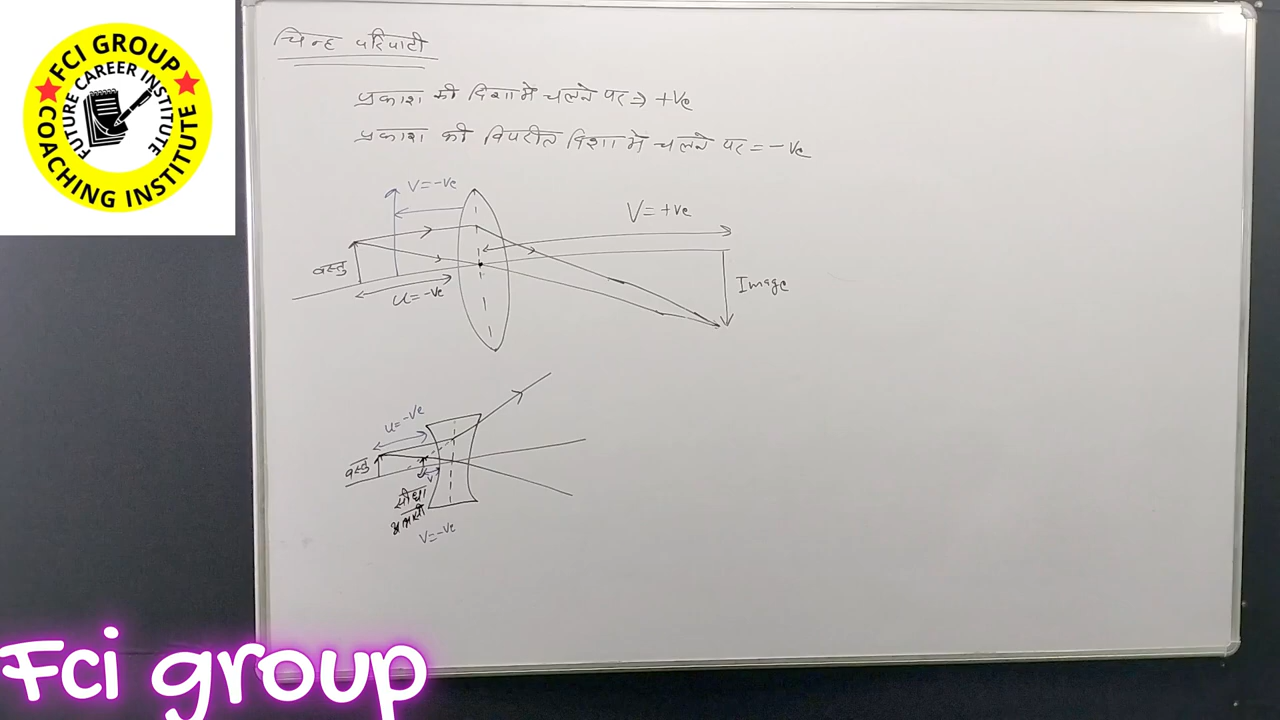 FCI GROUP
FUTURE CAREER INSTITUTE
COACHING INSTITUTE
चिन्ह परिपाटी
प्रकाश की दिशा में चलने पर ⇒ +Ve
प्रकाश की विपरीत दिशा में चलने पर = -Ve
V=-Ve
V=+Ve
वस्तु
u=-Ve
Image
u=-Ve
वस्तु
V
सीधा
आभासी
V=-Ve
Fci group